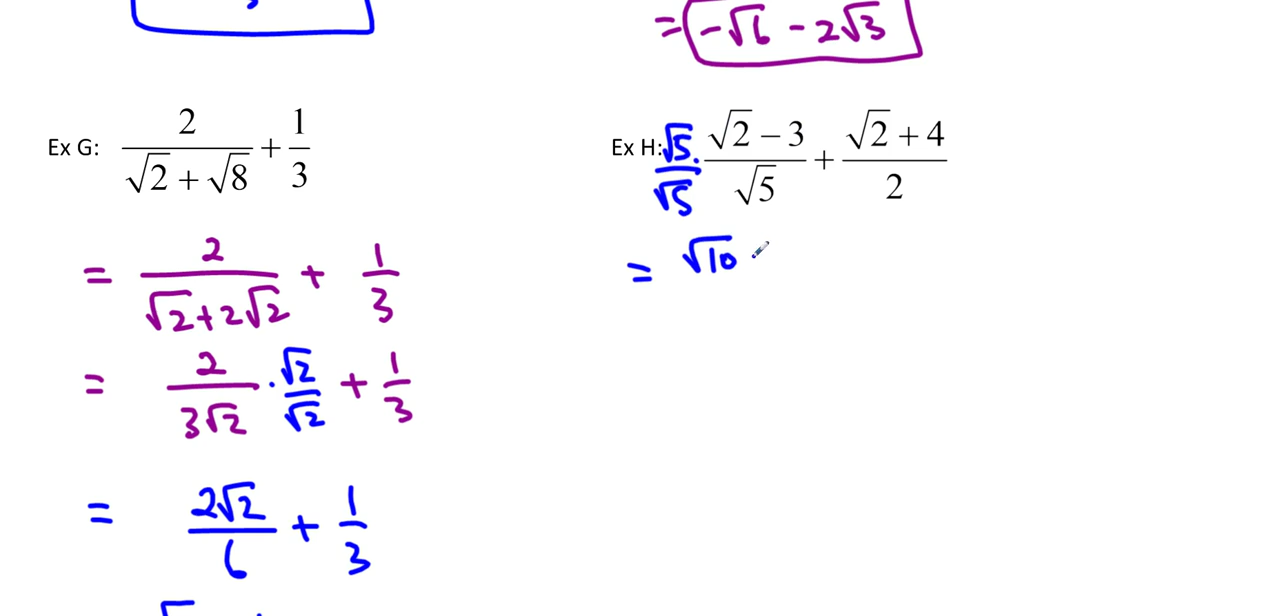 = -√6 - 2√3
Ex G: 2/(√2 + √8) + 1/3
= 2/(√2+2√2) + 1/3
= 2/(3√2) · √2/√2 + 1/3
= 2√2/6 + 1/3
Ex H: √5/√5 · (√2 - 3)/√5 + (√2 + 4)/2
= √10